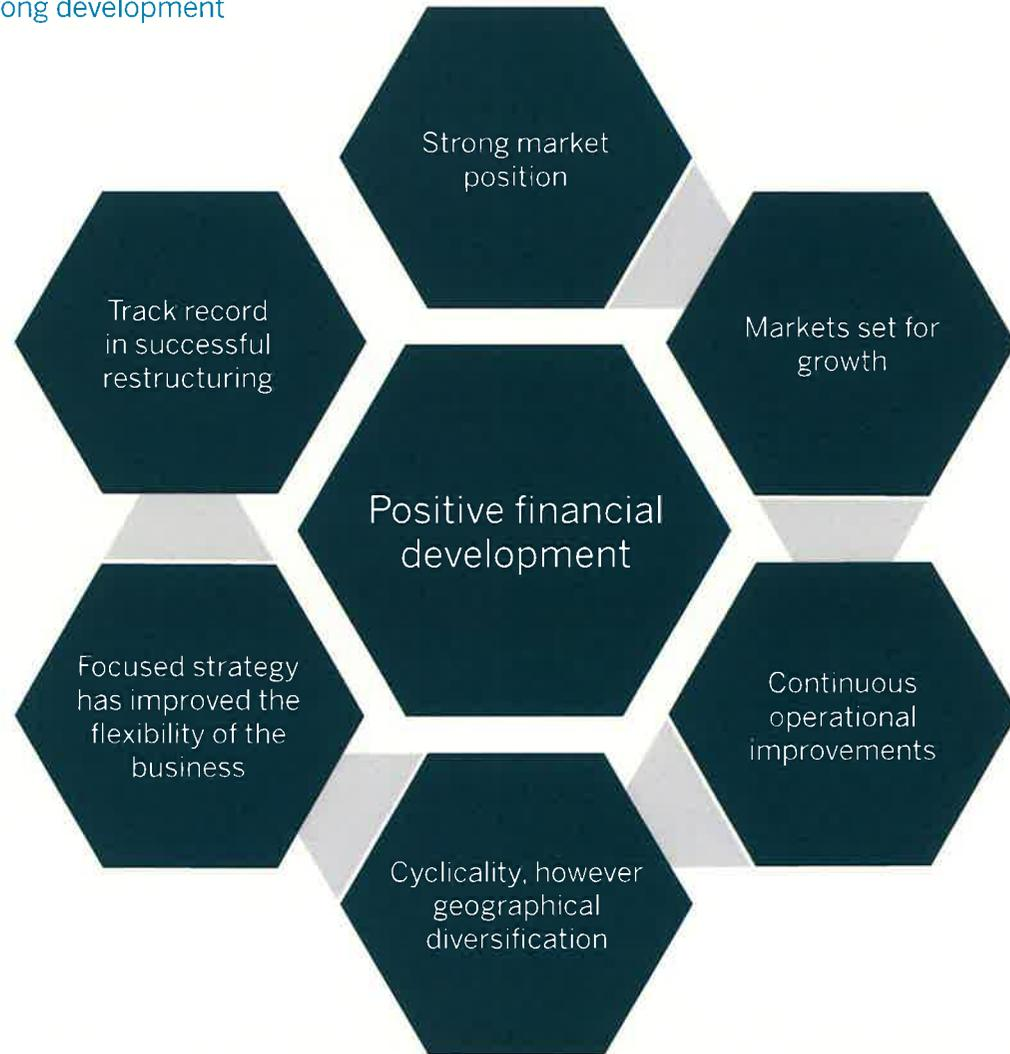 ong development
Strong market
position
Track record
in successful
restructuring
Markets set for
growth
Positive financial
development
Focused strategy
has improved the
flexibility of the
business
Continuous
operational
improvements
Cyclicality, however
geographical
diversification